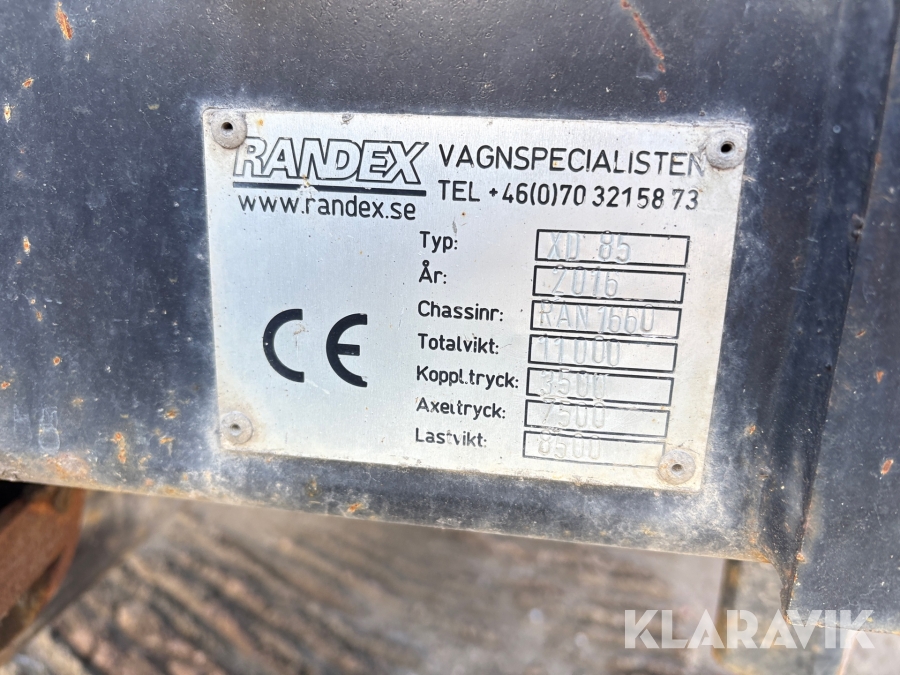 RANDEX VAGNSPECIALISTEN
www.randex.se TEL +46(0)70 3215873
Typ: XD 85
År: 2016
Chassinr: RAN1660
Totalvikt: 11000
Koppl.tryck: 3500
Axeltryck: 7500
Lastvikt: 8500
CE
KLARAVIK